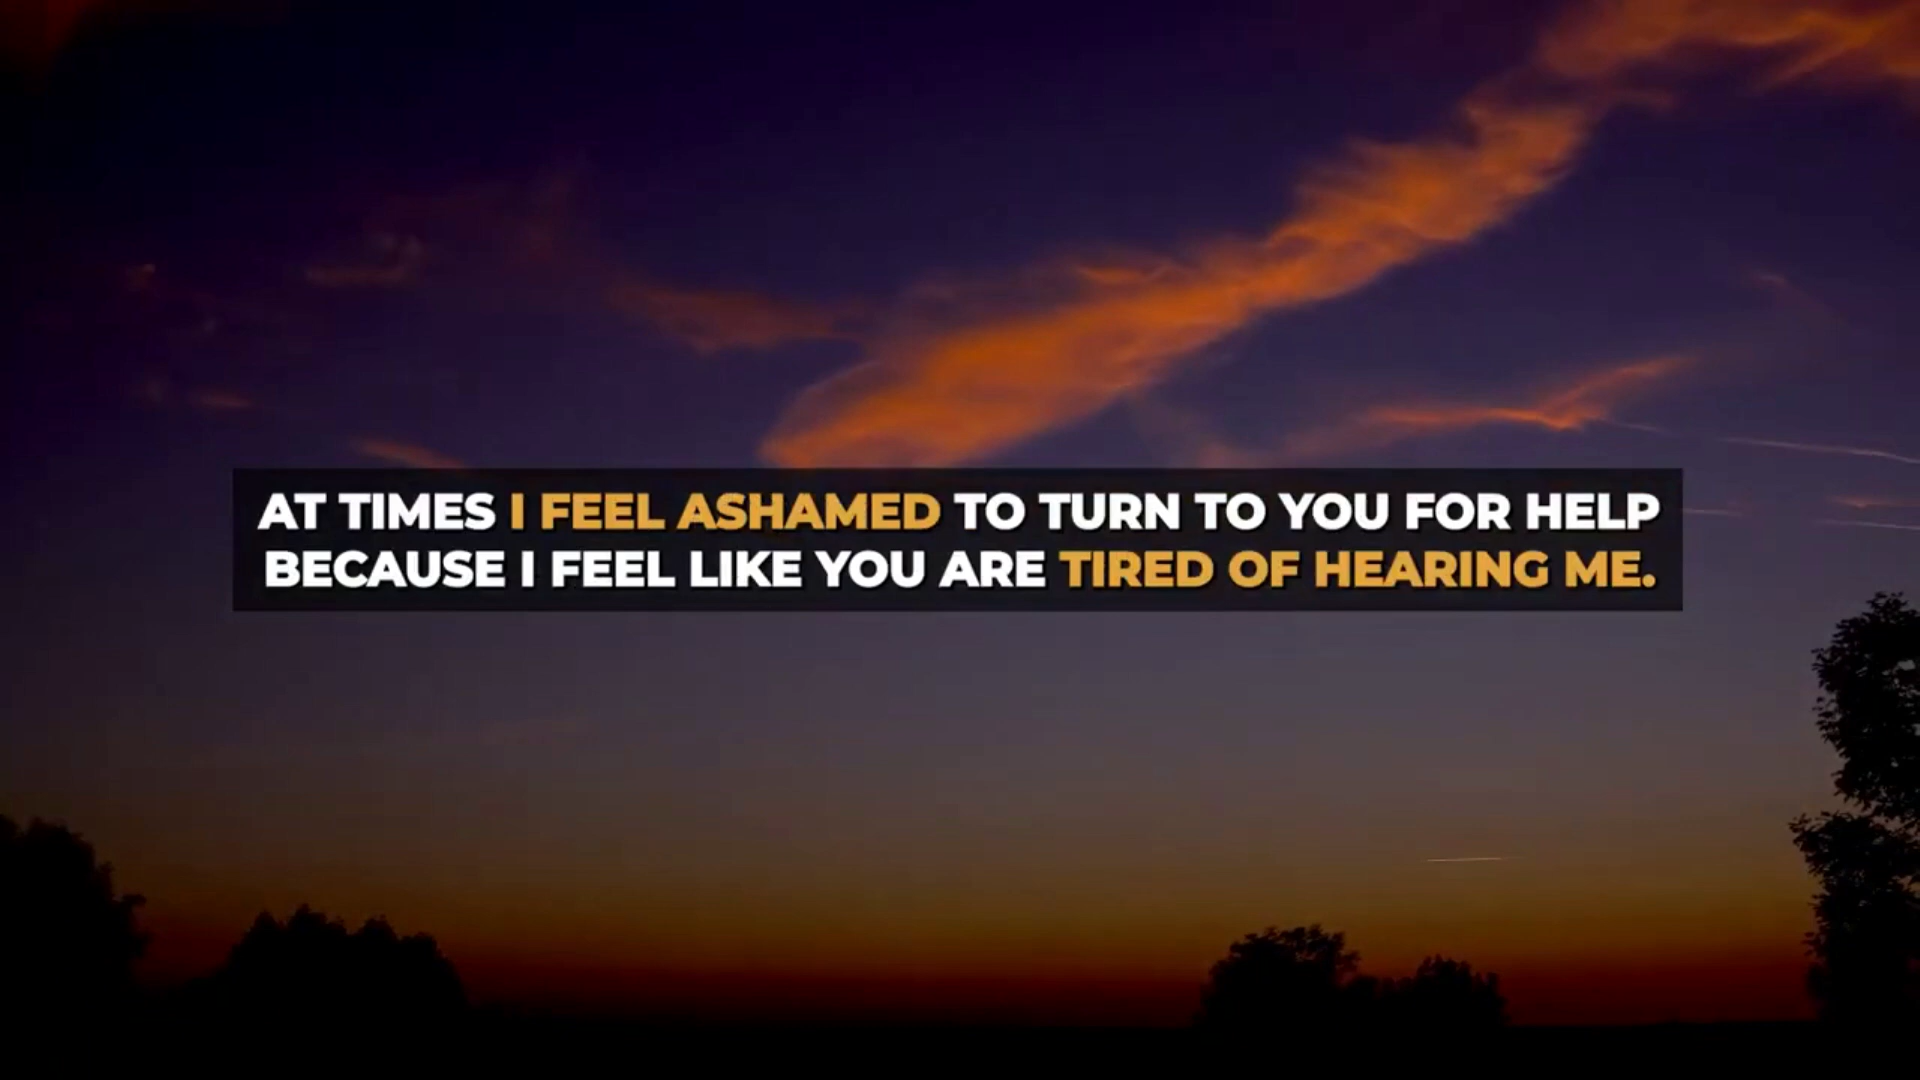 AT TIMES I FEEL ASHAMED TO TURN TO YOU FOR HELP
BECAUSE I FEEL LIKE YOU ARE TIRED OF HEARING ME.